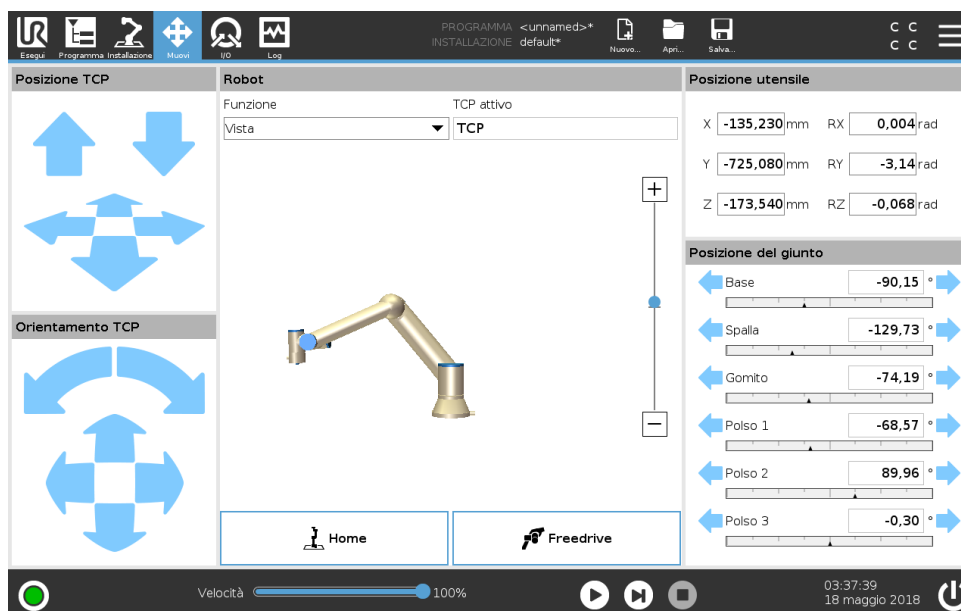 PROGRAMMA <unnamed>*
INSTALLAZIONE default*
UR
Esegui Programma Installazione Muovi I/O Log
Nuovo... Apri... Salva...
C C
C C
Posizione TCP
Robot
Posizione utensile
Funzione TCP attivo
Vista TCP
X -135,230 mm RX 0,004 rad
Y -725,080 mm RY -3,14 rad
Z -173,540 mm RZ -0,068 rad
Posizione del giunto
Base -90,15 °
Orientamento TCP
Spalla -129,73 °
Gomito -74,19 °
Polso 1 -68,57 °
Polso 2 89,96 °
Polso 3 -0,30 °
Home Freedrive
Velocità 100%
03:37:39
18 maggio 2018